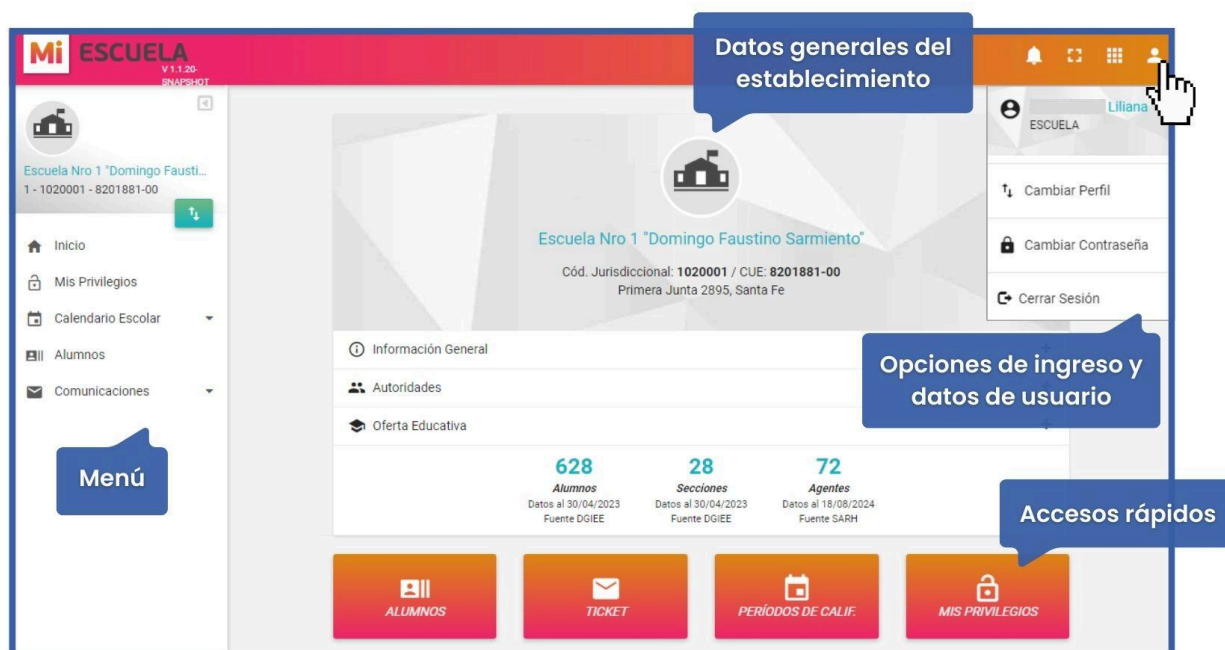 Mi ESCUELA
V 1.1.20-
SNAPSHOT
Datos generales del
establecimiento
Liliana
ESCUELA
Cambiar Perfil
Cambiar Contraseña
Cerrar Sesión
Opciones de ingreso y
datos de usuario
Escuela Nro 1 "Domingo Fausti...
1 - 1020001 - 8201881-00
Inicio
Mis Privilegios
Calendario Escolar
Alumnos
Comunicaciones
Menú
Escuela Nro 1 "Domingo Faustino Sarmiento"
Cód. Jurisdiccional: 1020001 / CUE: 8201881-00
Primera Junta 2895, Santa Fe
Información General
Autoridades
Oferta Educativa
628 28 72
Alumnos Secciones Agentes
Datos al 30/04/2023 Datos al 30/04/2023 Datos al 18/08/2024
Fuente DGIEE Fuente DGIEE Fuente SARH
Accesos rápidos
ALUMNOS TICKET PERÍODOS DE CALIF. MIS PRIVILEGIOS